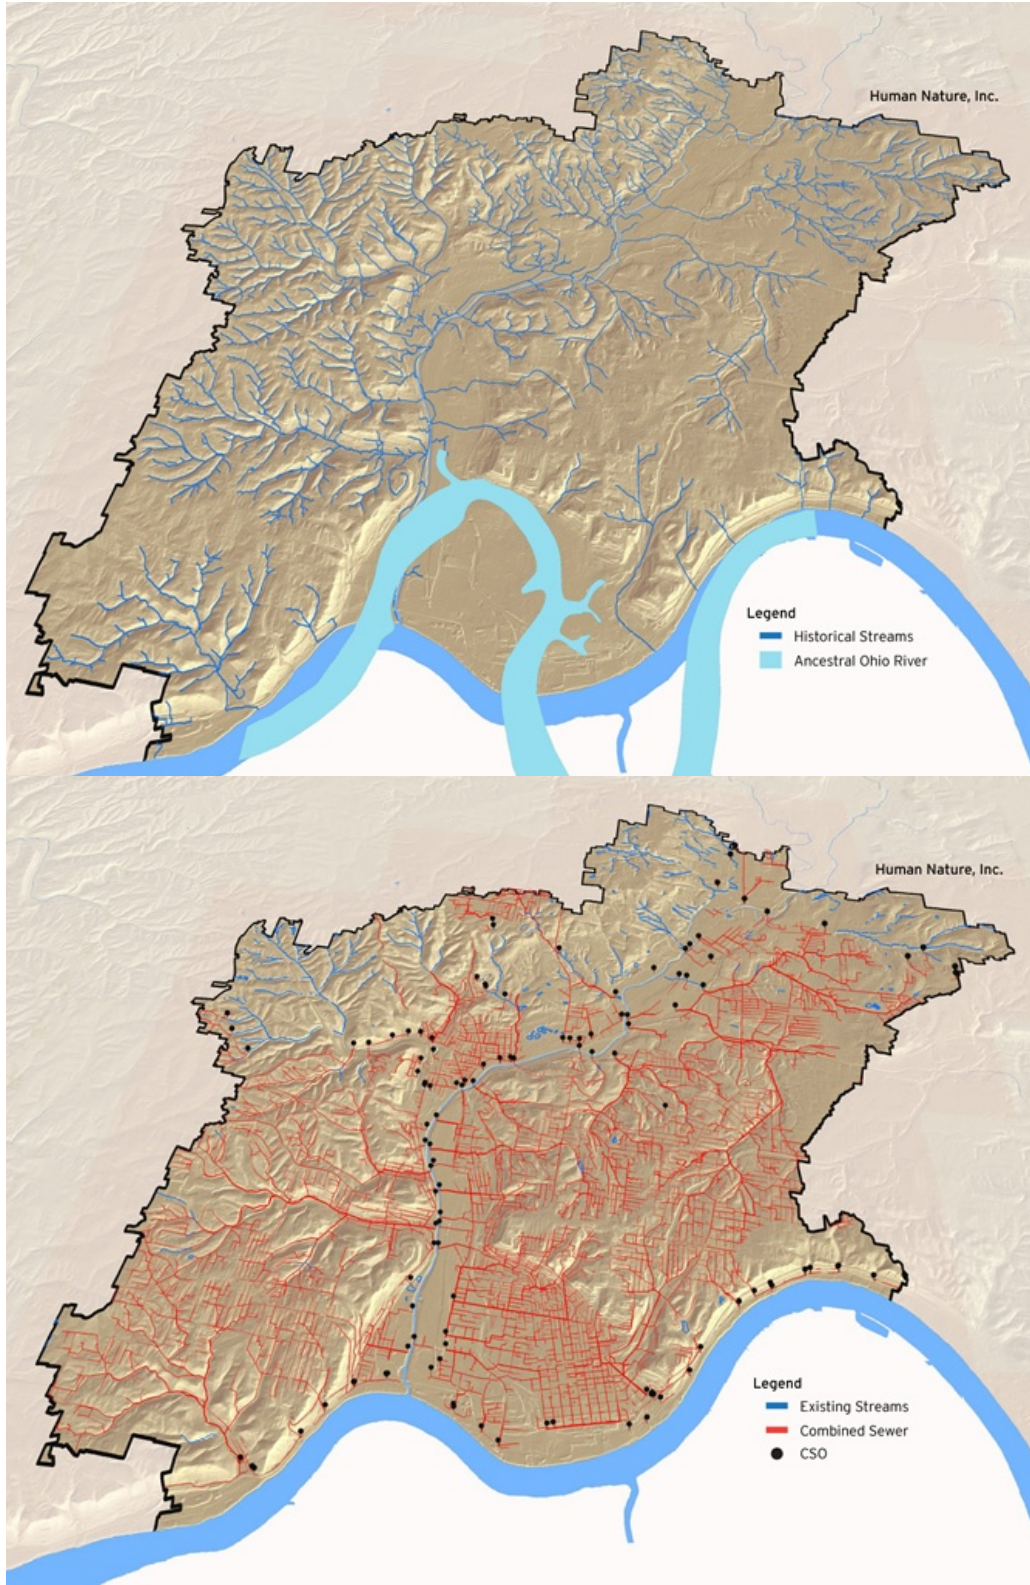 Human Nature, Inc.
Legend
Historical Streams
Ancestral Ohio River
Human Nature, Inc.
Legend
Existing Streams
Combined Sewer
CSO